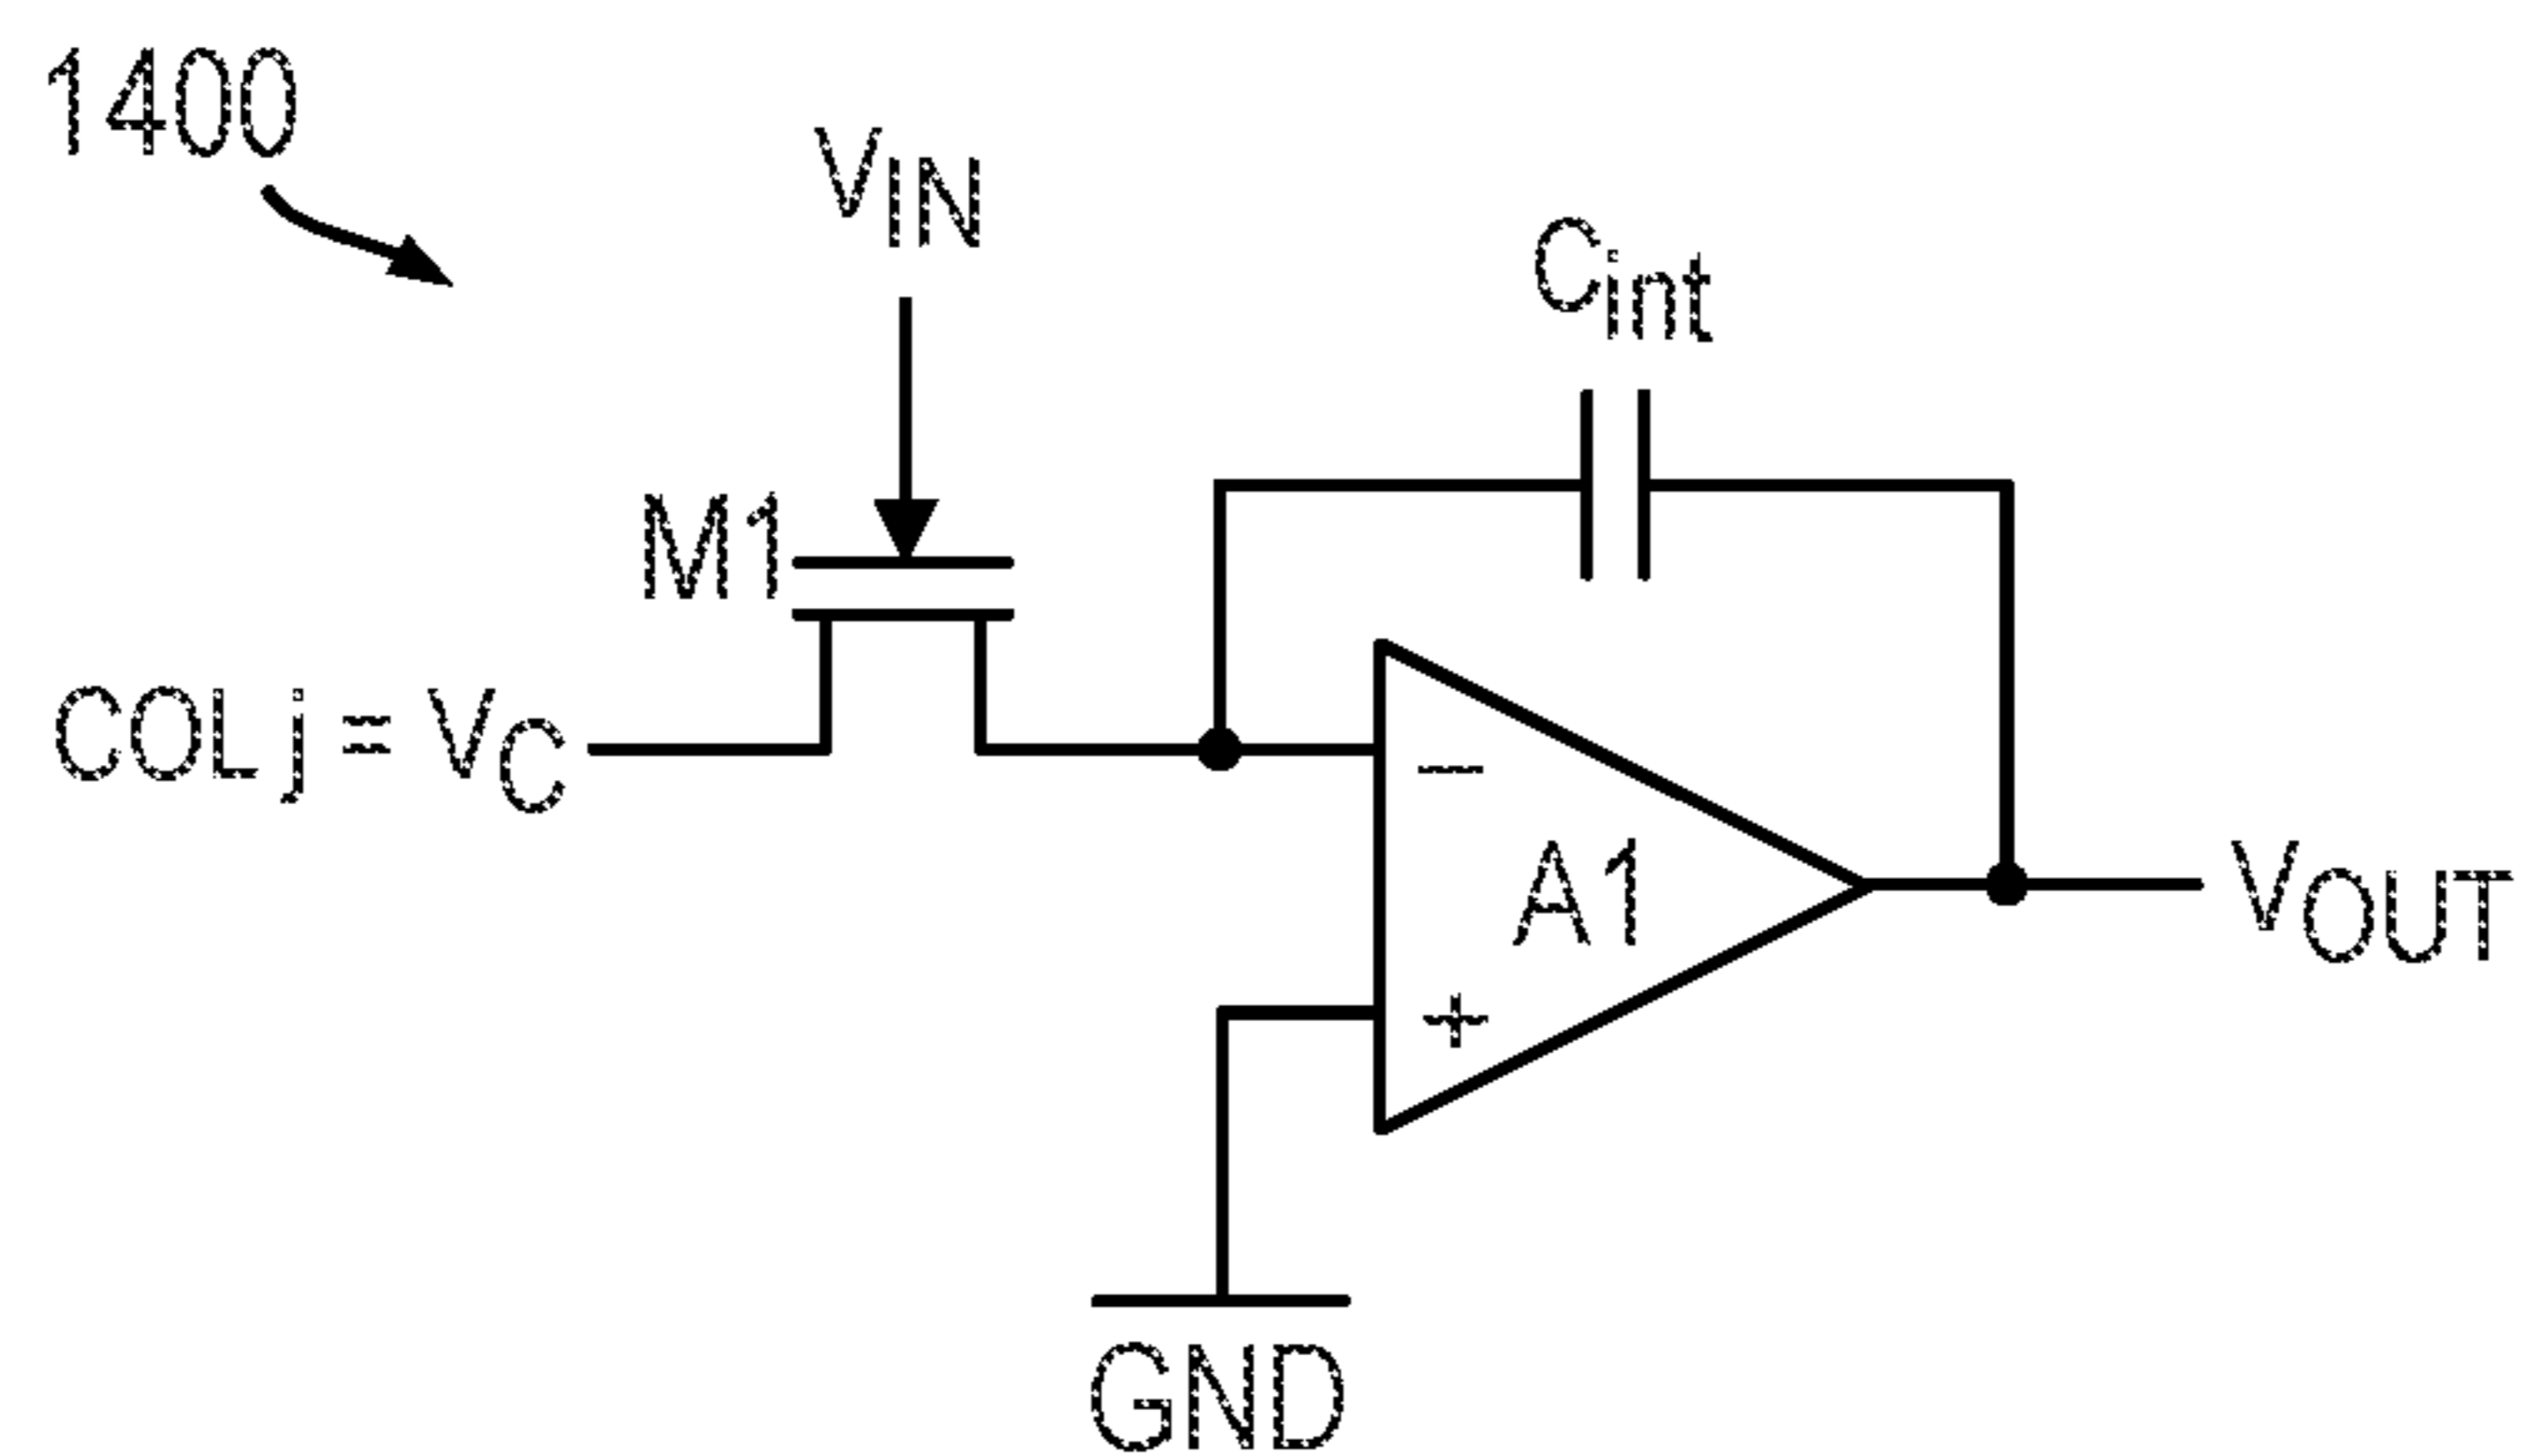 1400
VIN
Cint
M1
COL j = VC
−
A1
+
VOUT
GND